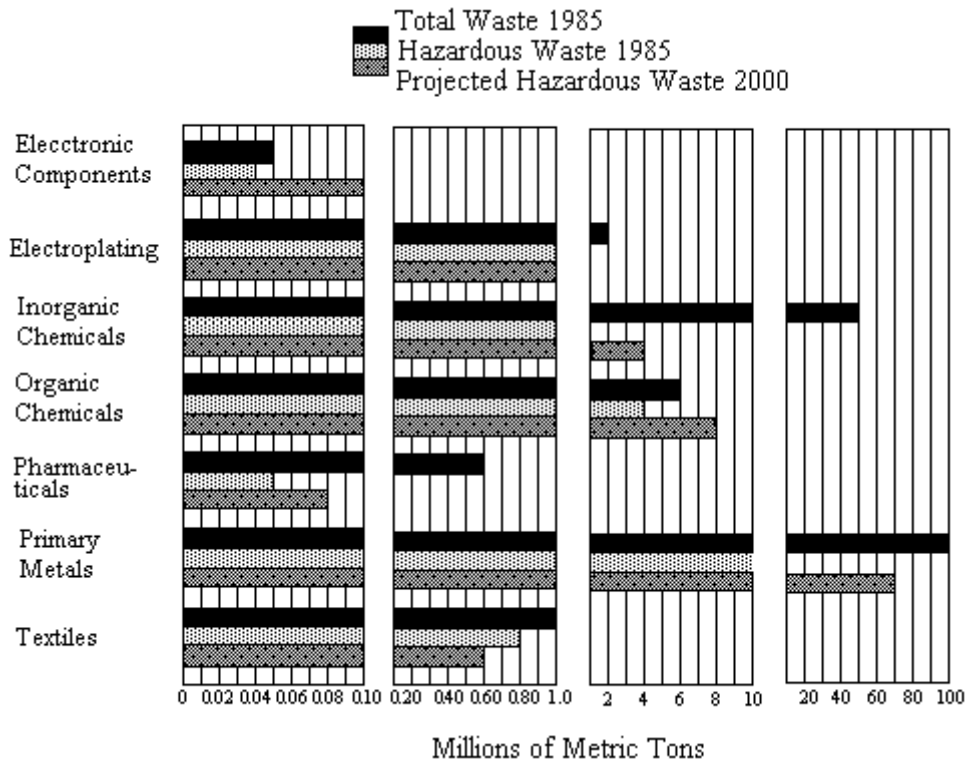 Total Waste 1985
Hazardous Waste 1985
Projected Hazardous Waste 2000
Elecctronic
Components
Electroplating
Inorganic
Chemicals
Organic
Chemicals
Pharmaceu-
ticals
Primary
Metals
Textiles
0 0.02 0.04 0.06 0.08 0.10 0.20 0.40 0.60 0.80 1.0 2 4 6 8 10 20 40 60 80 100
Millions of Metric Tons